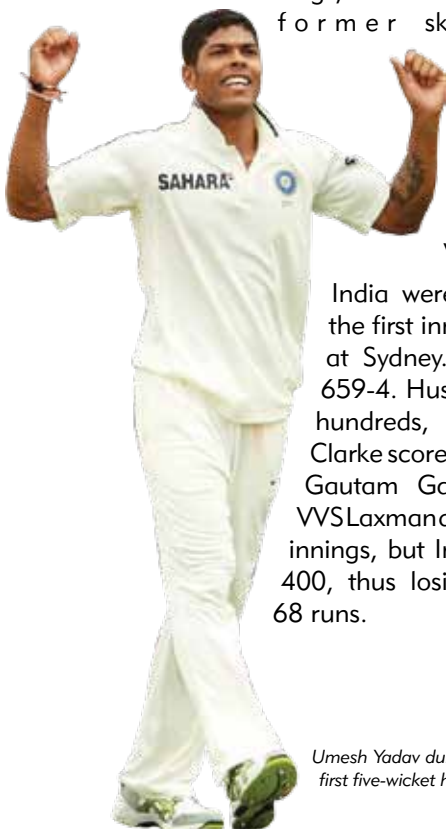 former sk
SAHARA
India were
the first inn
at Sydney.
659-4. Hus
hundreds,
Clarke score
Gautam Ga
VVS Laxman
innings, but I
400, thus losi
68 runs.
Umesh Yadav du
first five-wicket h